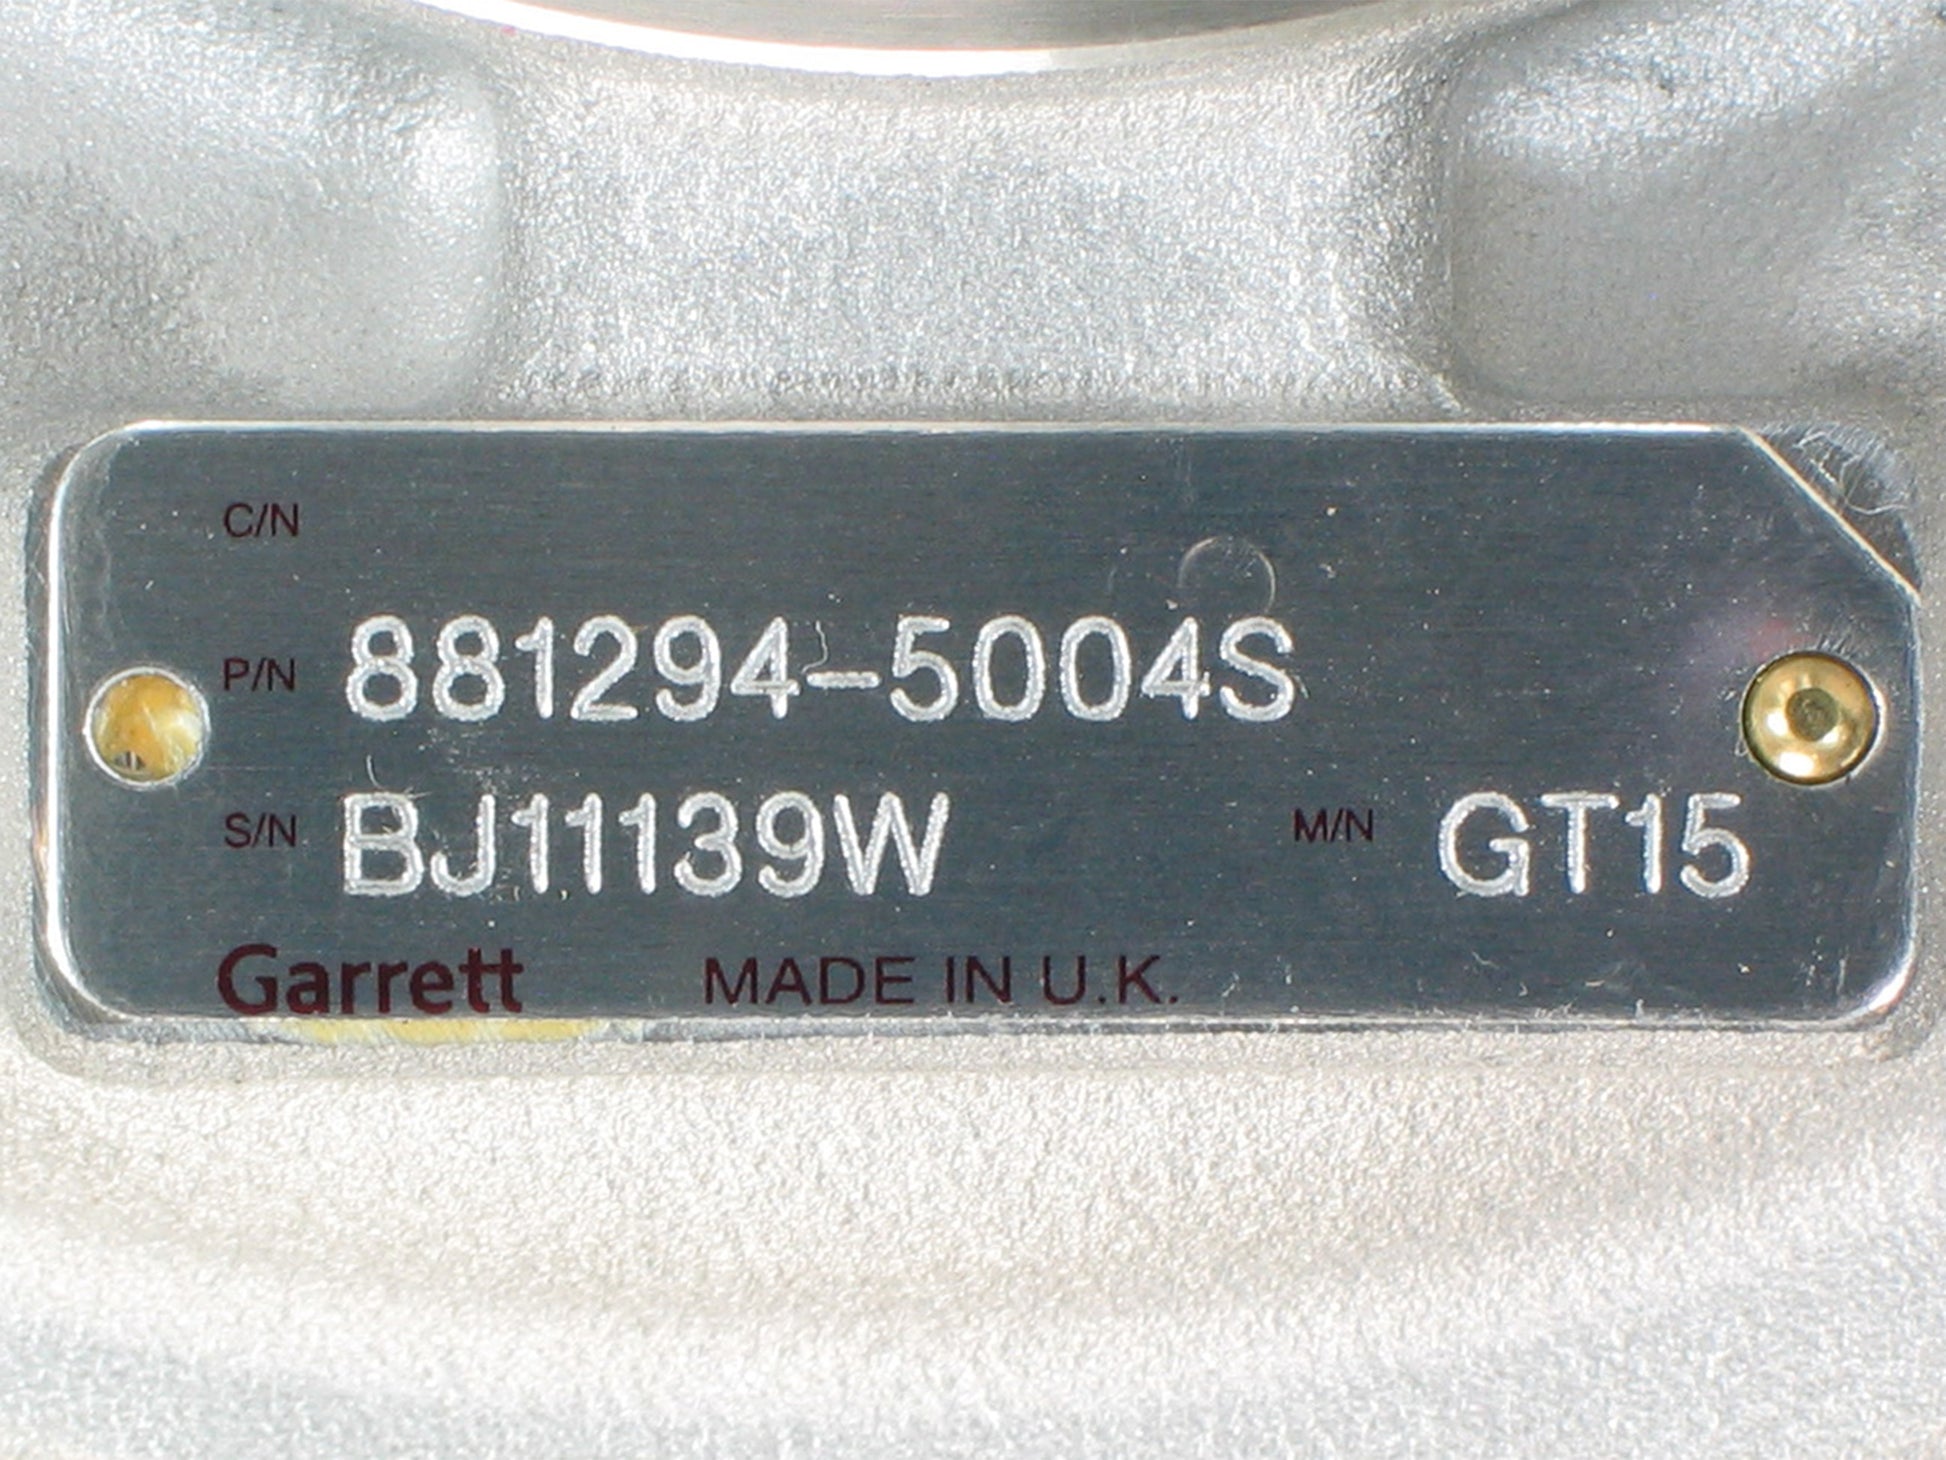 C/N
P/N 881294-5004S
S/N BJ11139W M/N GT15
Garrett MADE IN U.K.